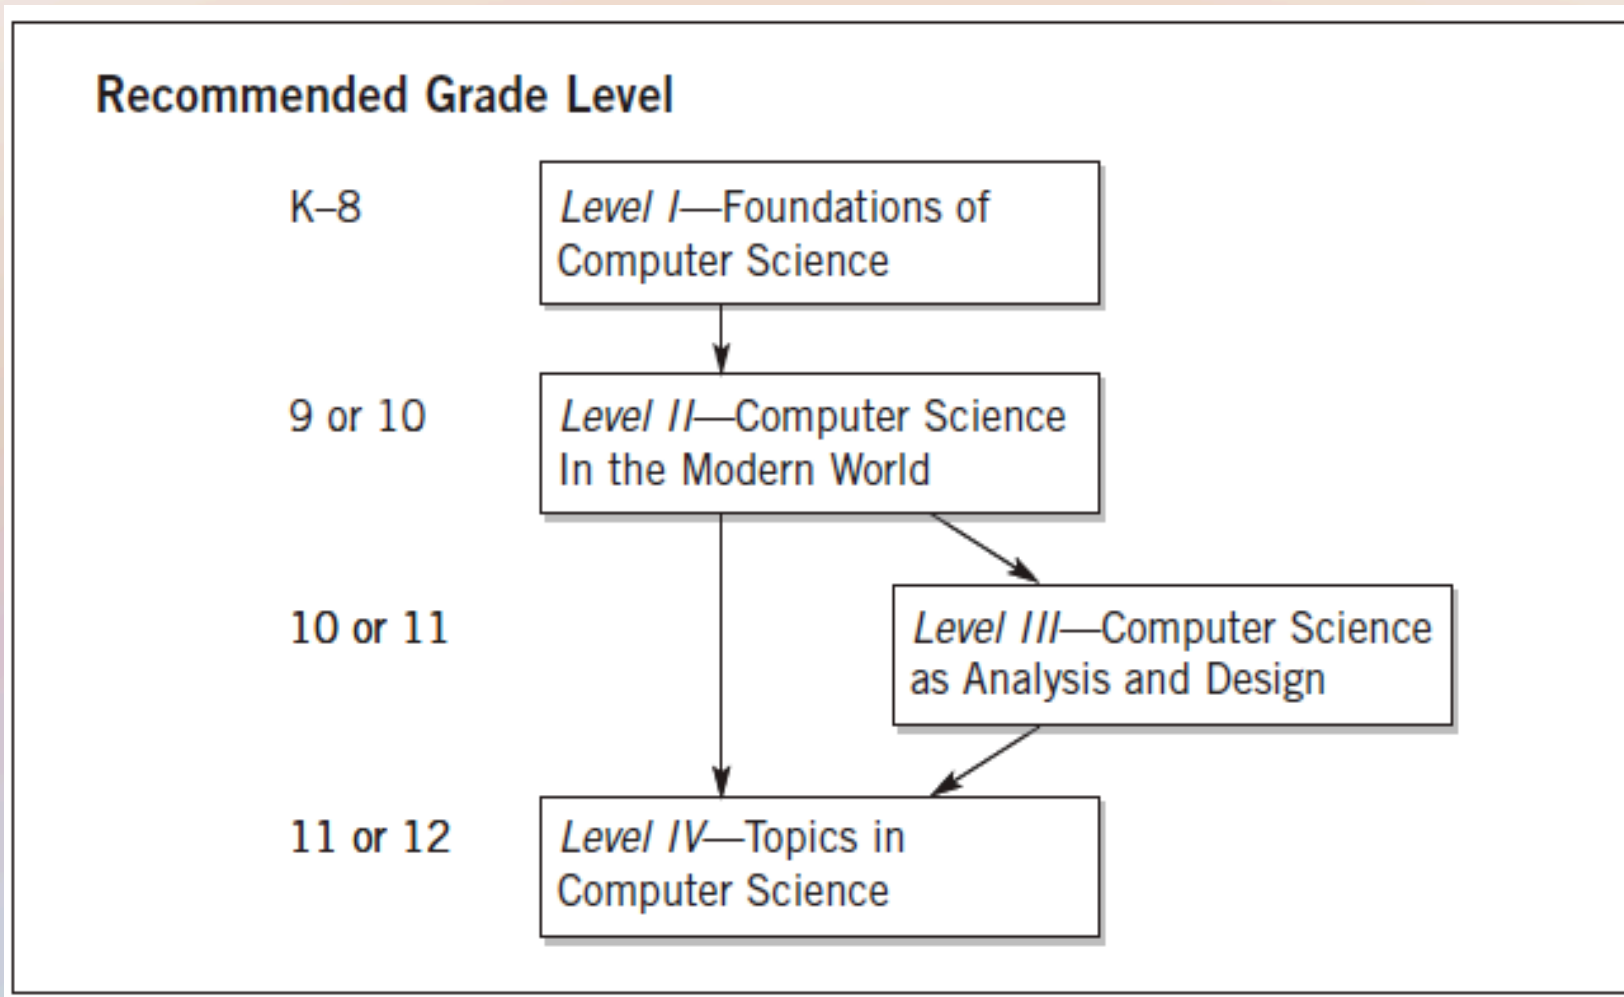 Recommended Grade Level
K–8
Level I—Foundations of
Computer Science
9 or 10
Level II—Computer Science
In the Modern World
10 or 11
Level III—Computer Science
as Analysis and Design
11 or 12
Level IV—Topics in
Computer Science